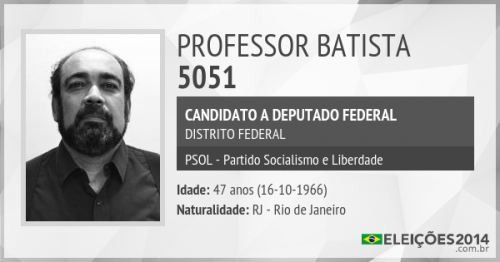 PROFESSOR BATISTA
5051
CANDIDATO A DEPUTADO FEDERAL
DISTRITO FEDERAL
PSOL - Partido Socialismo e Liberdade
Idade: 47 anos (16-10-1966)
Naturalidade: RJ - Rio de Janeiro
ELEIÇÕES2014
.com.br